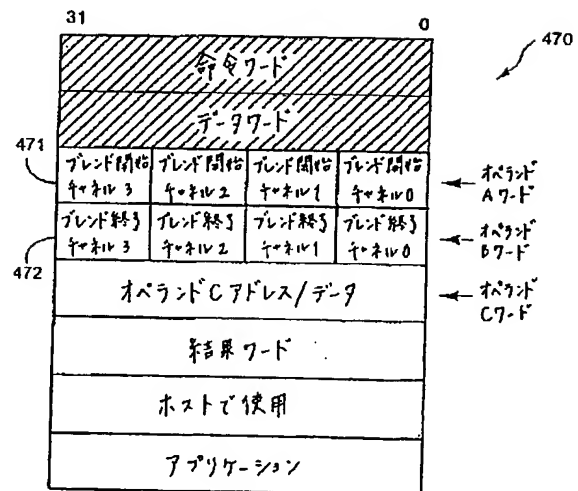 31
0
470
命令ワード
データワード
471
ブレンド開始 ブレンド開始 ブレンド開始 ブレンド開始
チャネル3 チャネル2 チャネル1 チャネル0
オペランド
Aワード
ブレンド終了 ブレンド終了 ブレンド終了 ブレンド終了
チャネル3 チャネル2 チャネル1 チャネル0
オペランド
Bワード
472
オペランドCアドレス/データ
オペランド
Cワード
結果ワード
ホストで使用
アプリケーション